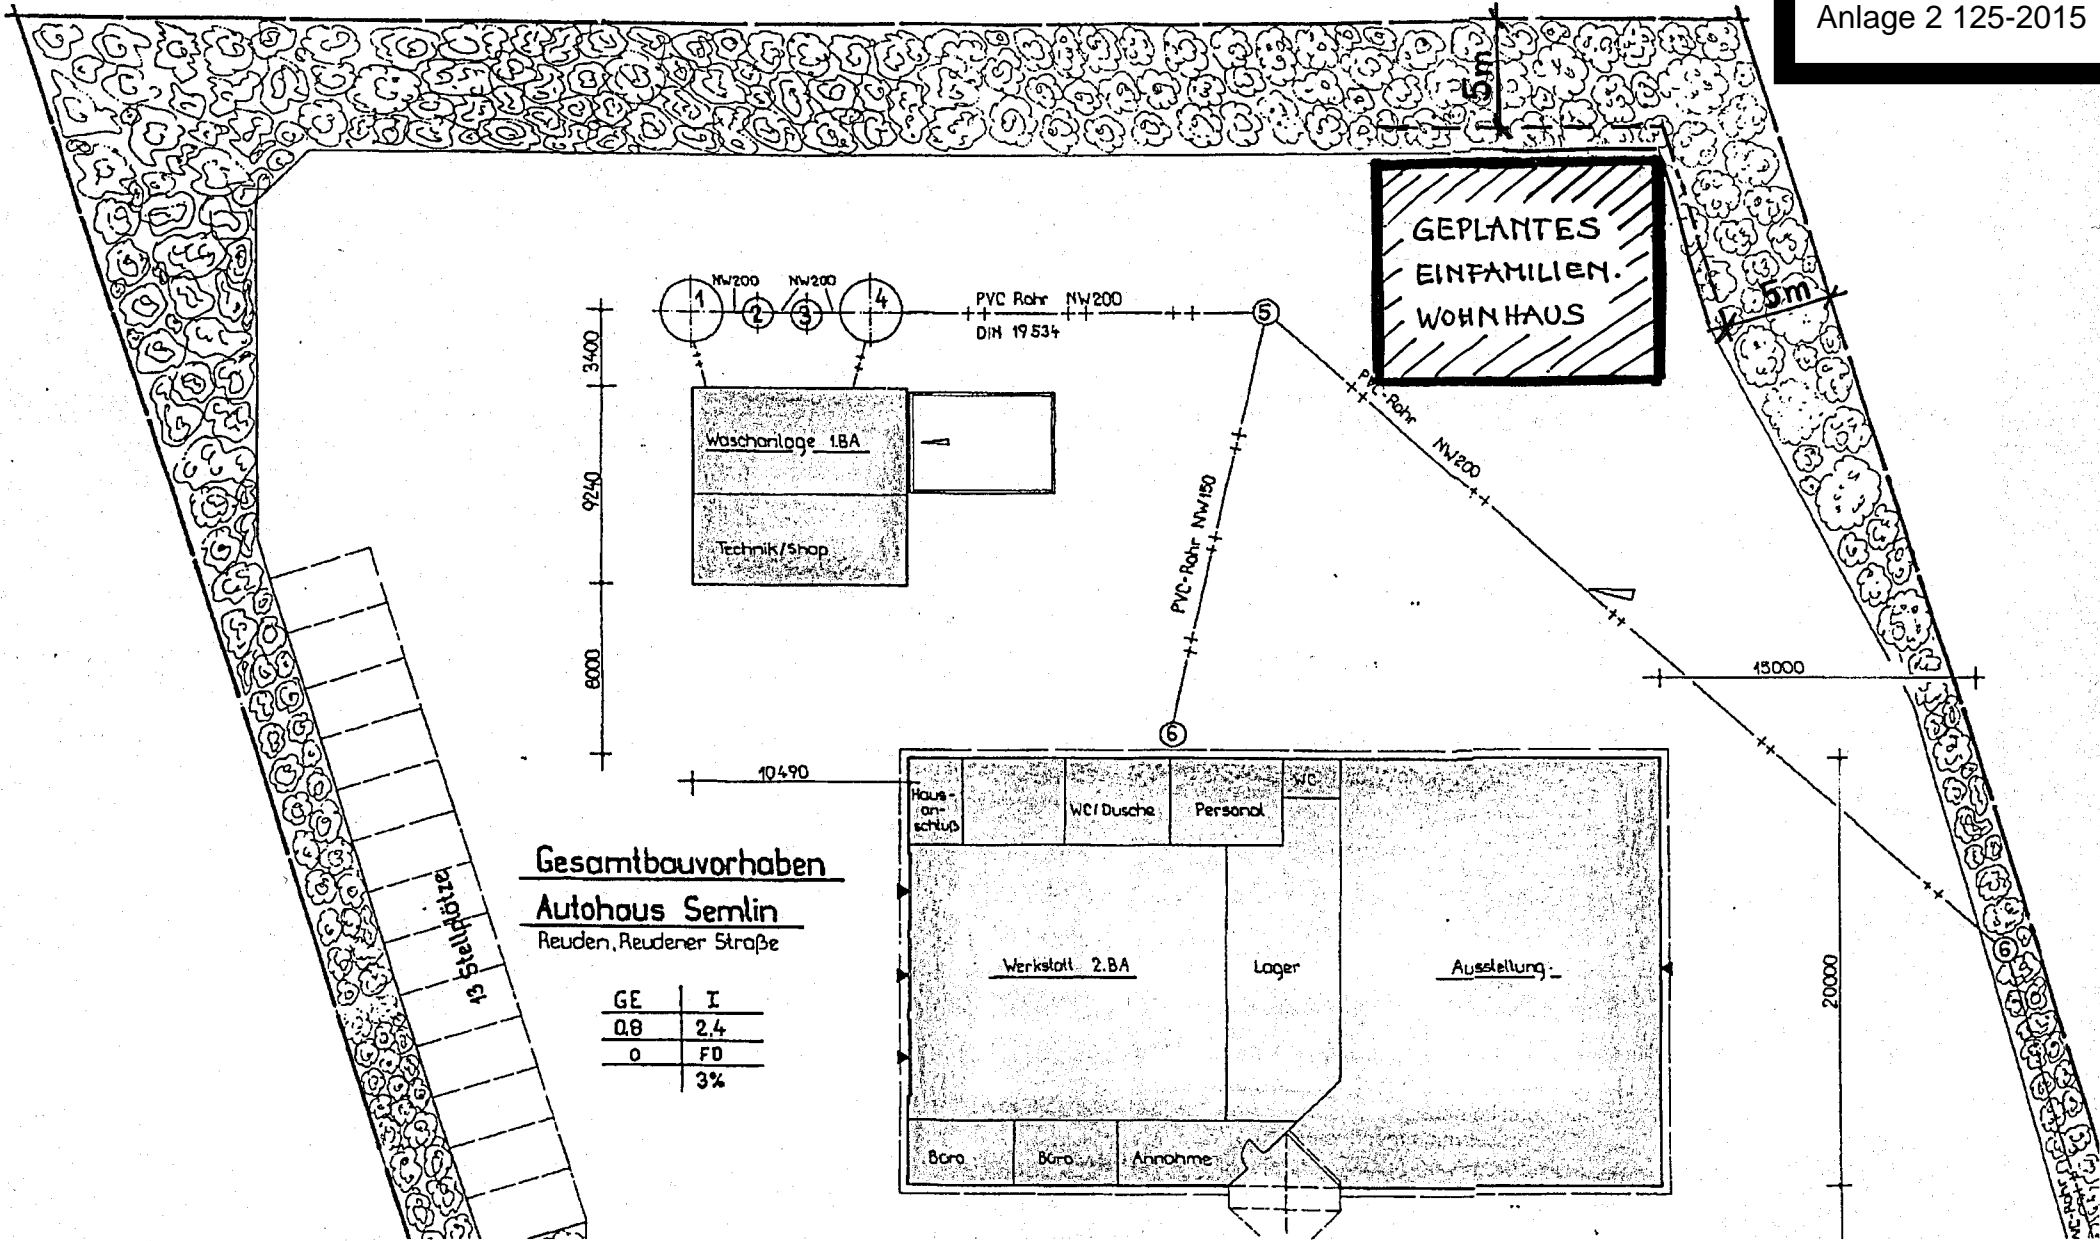 Anlage 2 125-2015
5m
GEPLANTES
EINFAMILIEN.
WOHNHAUS
5m
1
NW200
2
NW200
3
4
PVC Rohr NW200
DIN 19534
5
3400
9240
8000
Waschanlage 1.BA
Technik/Shop
PVC-Rohr NW150
PVC-Rohr NW200
15000
6
10490
Haus-
an-
schluß
WC/Dusche
Personal
WC
Gesamtbauvorhaben
Autohaus Semlin
Reuden, Reudener Straße
13 Stellplätze
GE I
0.8 2.4
o FD
3%
Werkstatt 2.BA
Lager
Ausstellung
20000
6
Büro
Büro
Annahme
PVC-Rohr